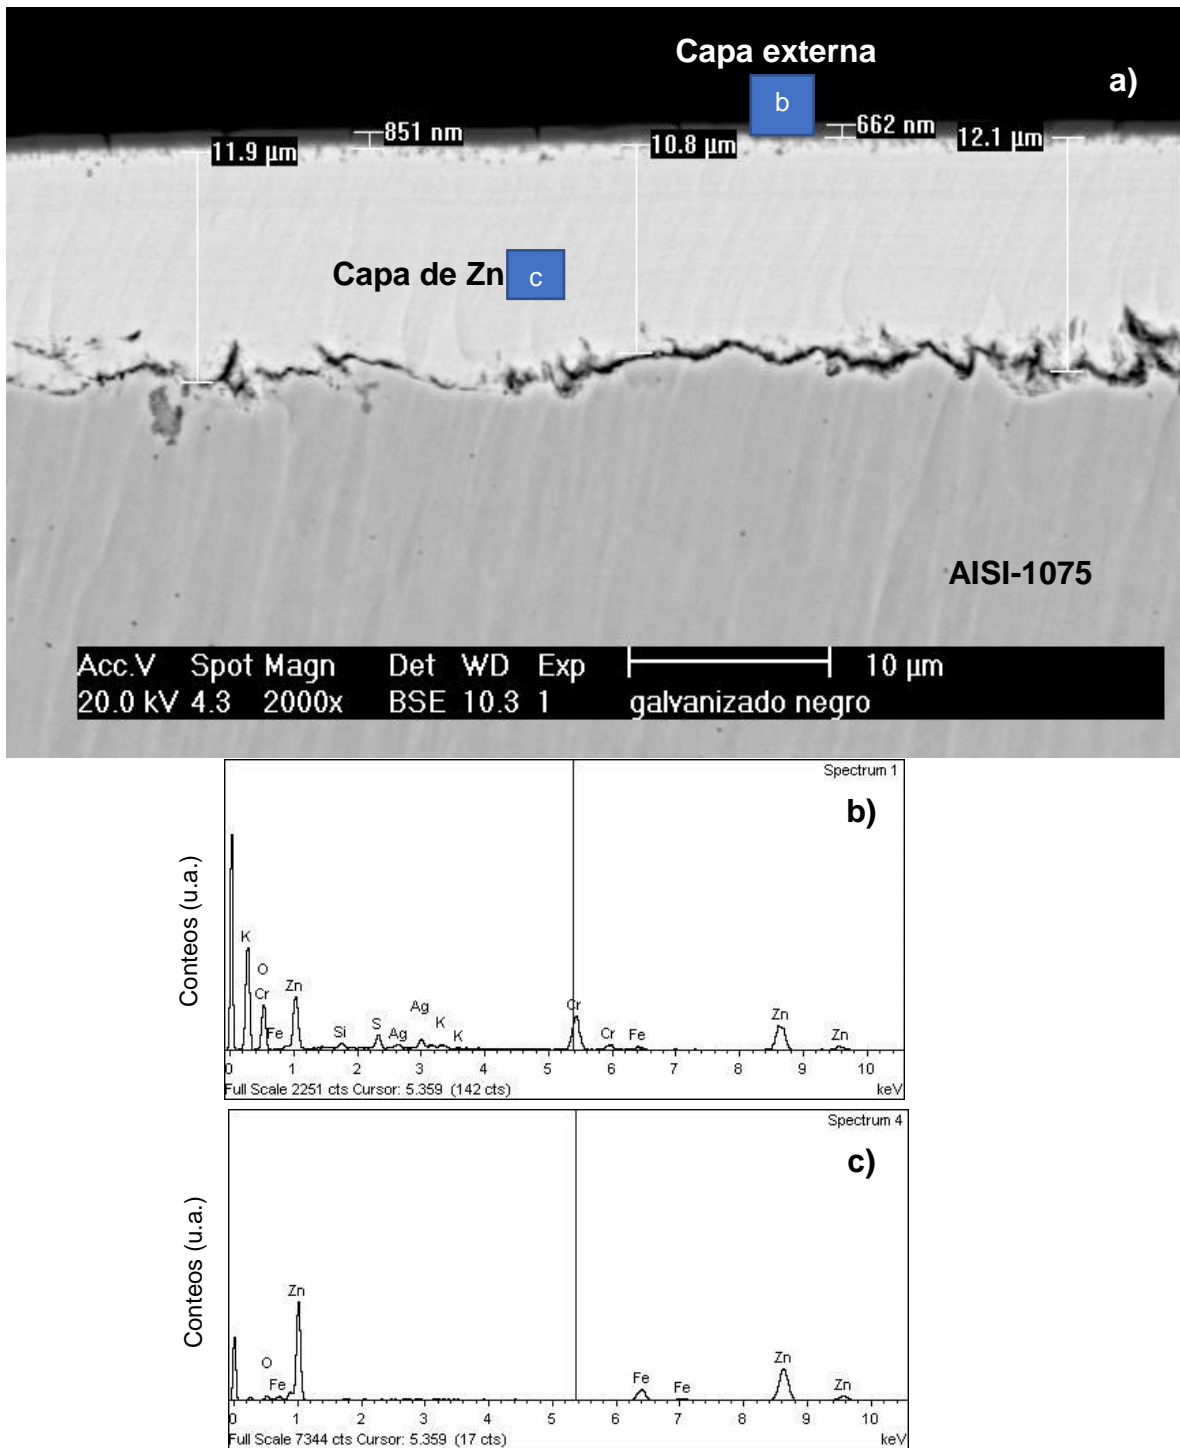 Capa externa
a)
b
851 nm
662 nm
11.9 µm
10.8 µm
12.1 µm
Capa de Zn
c
AISI-1075
Acc.V Spot Magn Det WD Exp
20.0 kV 4.3 2000x BSE 10.3 1
10 µm
galvanizado negro
Spectrum 1
b)
Conteos (u.a.)
K
O
Cr
Fe
Zn
Si
S
Ag
Ag
K
K
Cr
Cr
Fe
Zn
Zn
0 1 2 3 4 5 6 7 8 9 10
Full Scale 2251 cts Cursor: 5.359 (142 cts)
keV
Spectrum 4
c)
Conteos (u.a.)
O
Fe
Zn
Fe
Fe
Zn
Zn
0 1 2 3 4 5 6 7 8 9 10
Full Scale 7344 cts Cursor: 5.359 (17 cts)
keV